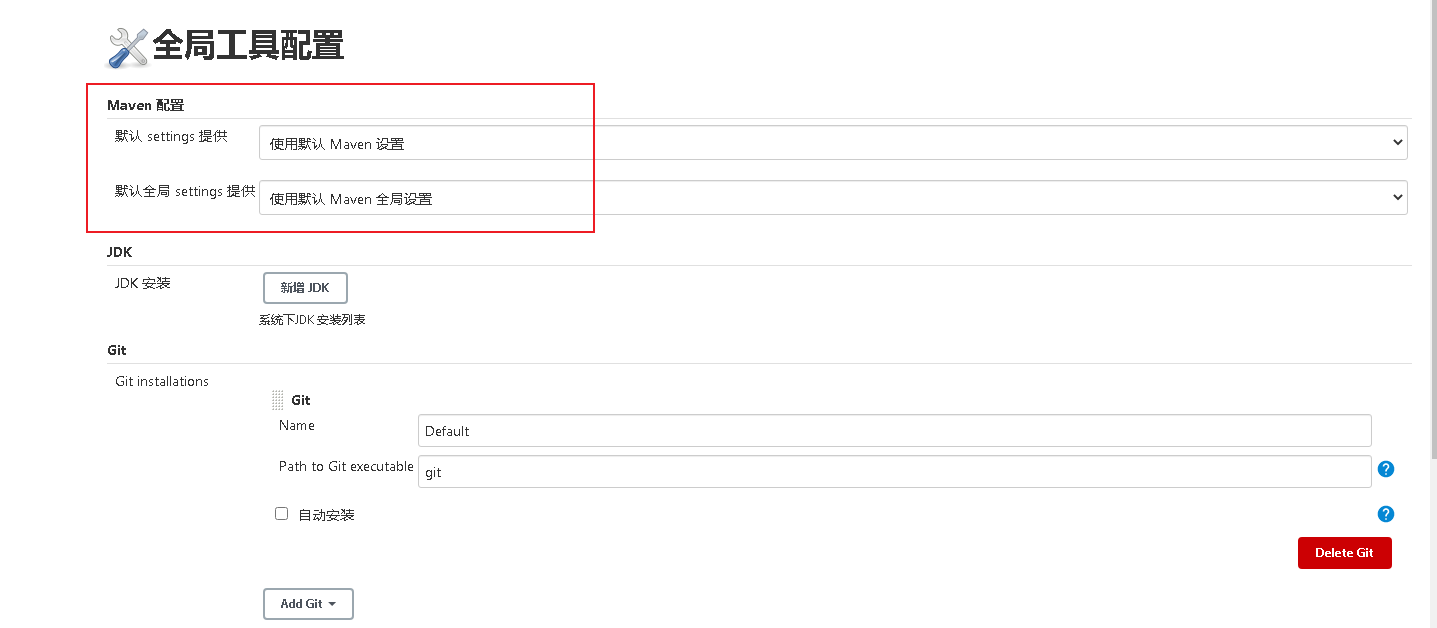 全局工具配置
Maven 配置
默认 settings 提供
使用默认 Maven 设置
默认全局 settings 提供
使用默认 Maven 全局设置
JDK
JDK 安装
新增 JDK
系统下JDK 安装列表
Git
Git installations
Git
Name
Default
Path to Git executable
git
?
自动安装
?
Delete Git
Add Git